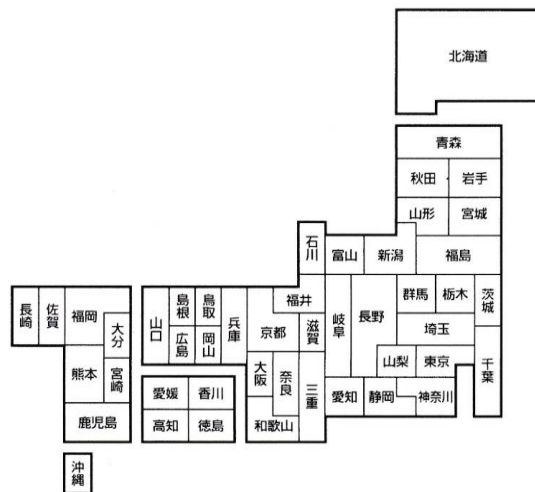 北海道
青森
秋田
岩手
山形
宮城
石川
富山
新潟
福島
長崎
佐賀
福岡
大分
山口
島根
鳥取
兵庫
福井
岐阜
長野
群馬
栃木
茨城
広島
岡山
京都
滋賀
埼玉
熊本
宮崎
大阪
奈良
三重
山梨
東京
千葉
愛媛
香川
愛知
静岡
神奈川
鹿児島
高知
徳島
和歌山
沖縄